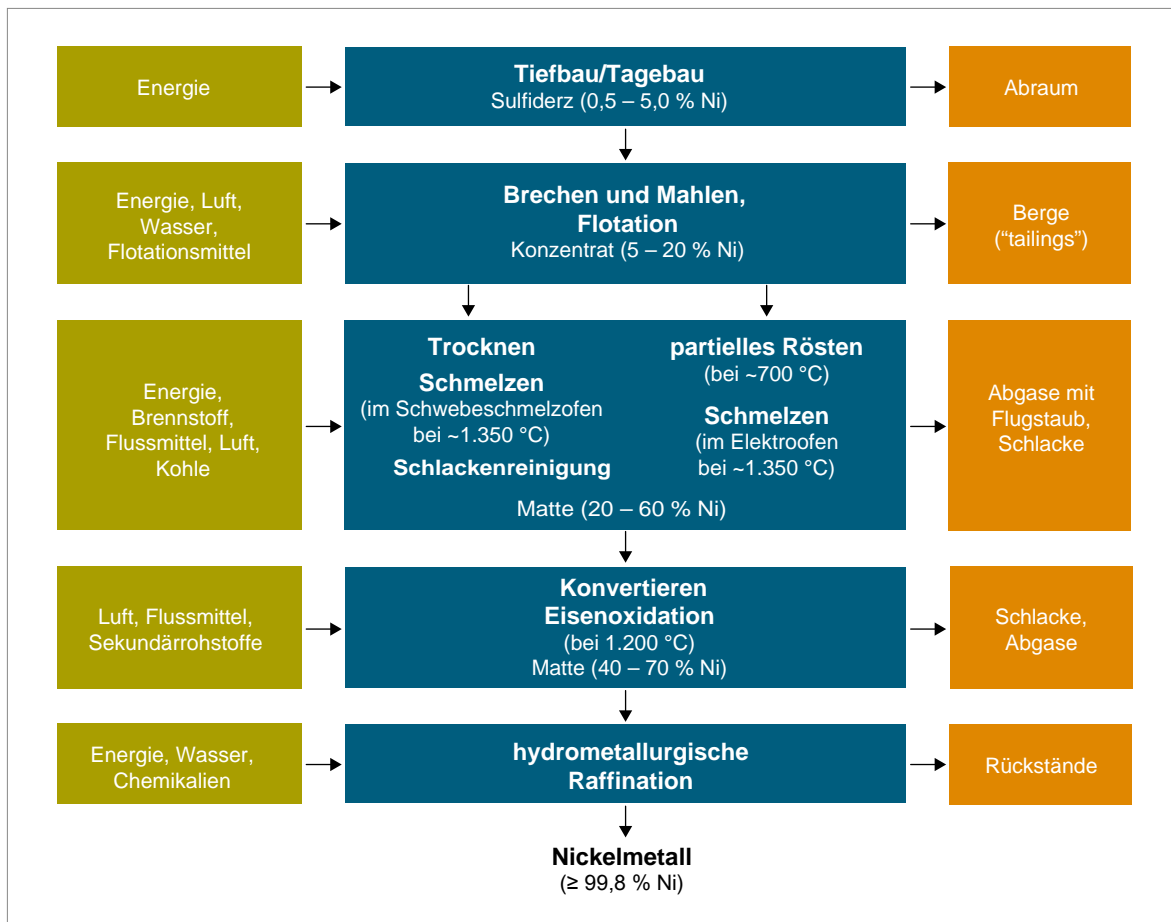 Energie
Tiefbau/Tagebau
Sulfiderz (0,5 – 5,0 % Ni)
Abraum
Energie, Luft,
Wasser,
Flotationsmittel
Brechen und Mahlen,
Flotation
Konzentrat (5 – 20 % Ni)
Berge
(“tailings”)
Energie,
Brennstoff,
Flussmittel, Luft,
Kohle
Trocknen
Schmelzen
(im Schwebeschmelzofen
bei ~1.350 °C)
Schlackenreinigung
partielles Rösten
(bei ~700 °C)
Schmelzen
(im Elektroofen
bei ~1.350 °C)
Matte (20 – 60 % Ni)
Abgase mit
Flugstaub,
Schlacke
Luft, Flussmittel,
Sekundärrohstoffe
Konvertieren
Eisenoxidation
(bei 1.200 °C)
Matte (40 – 70 % Ni)
Schlacke,
Abgase
Energie, Wasser,
Chemikalien
hydrometallurgische
Raffination
Rückstände
Nickelmetall
(≥ 99,8 % Ni)